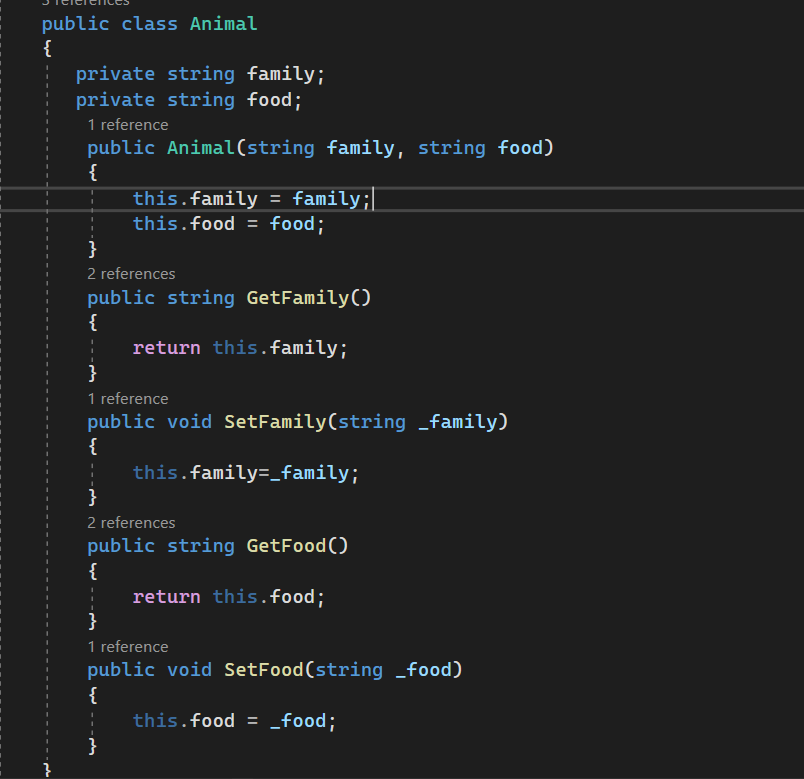 3 references
public class Animal
{
private string family;
private string food;
1 reference
public Animal(string family, string food)
{
this.family = family;
this.food = food;
}
2 references
public string GetFamily()
{
return this.family;
}
1 reference
public void SetFamily(string _family)
{
this.family=_family;
}
2 references
public string GetFood()
{
return this.food;
}
1 reference
public void SetFood(string _food)
{
this.food = _food;
}
}